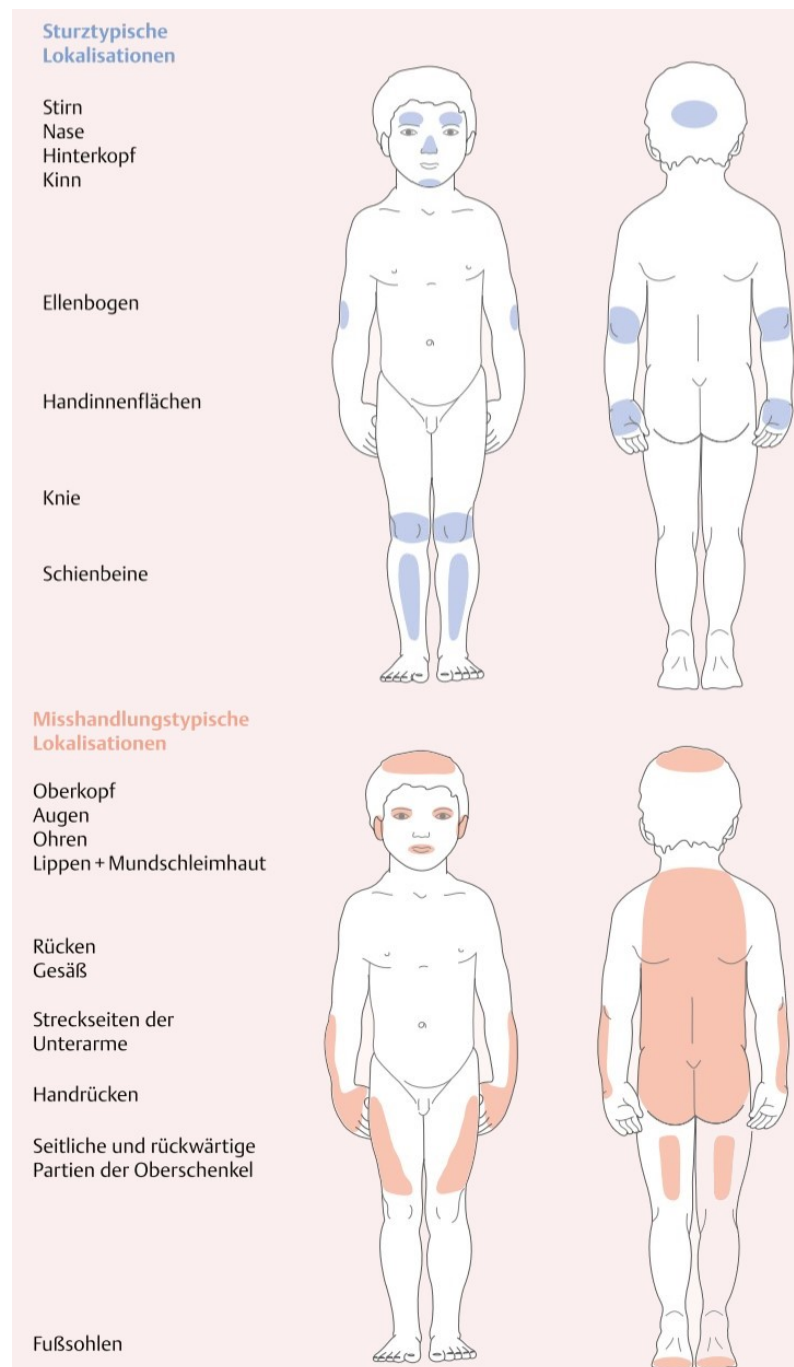 Sturztypische
Lokalisationen
Stirn
Nase
Hinterkopf
Kinn
Ellenbogen
Handinnenflächen
Knie
Schienbeine
Misshandlungstypische
Lokalisationen
Oberkopf
Augen
Ohren
Lippen + Mundschleimhaut
Rücken
Gesäß
Streckseiten der
Unterarme
Handrücken
Seitliche und rückwärtige
Partien der Oberschenkel
Fußsohlen